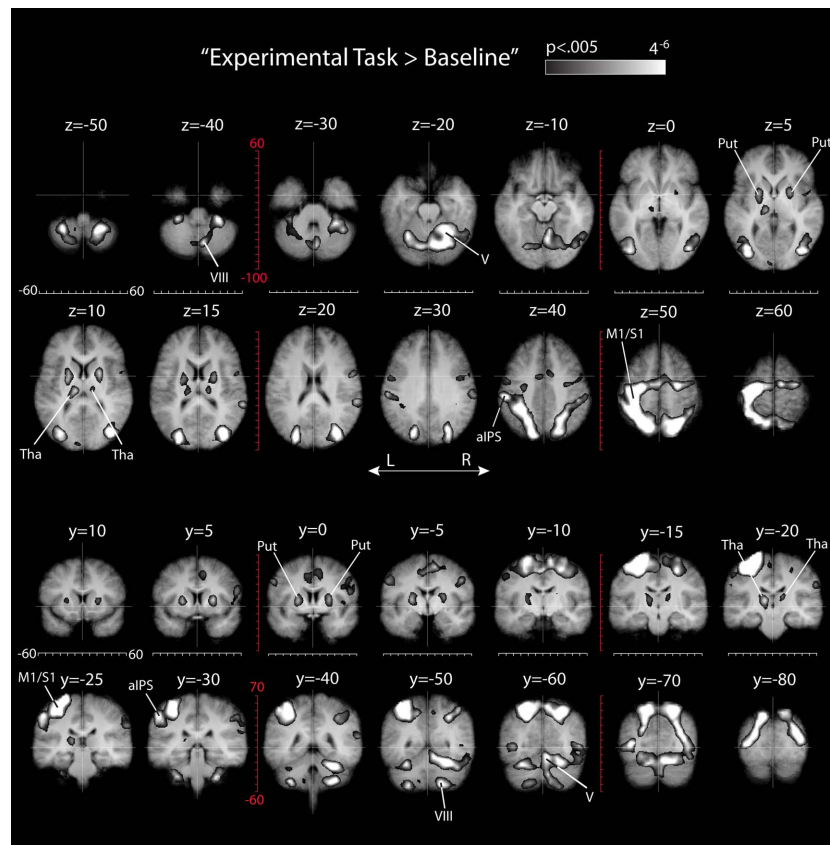 “Experimental Task > Baseline”
p<.005 4⁻⁶
z=-50 z=-40 z=-30 z=-20 z=-10 z=0 z=5
60
Put Put
VIII
V
-100
-60 60
z=10 z=15 z=20 z=30 z=40 z=50 z=60
M1/S1
aIPS
Tha Tha
L R
y=10 y=5 y=0 y=-5 y=-10 y=-15 y=-20
Put Put
Tha Tha
-60 60
y=-25 y=-30 y=-40 y=-50 y=-60 y=-70 y=-80
M1/S1
aIPS
70
V
-60
VIII